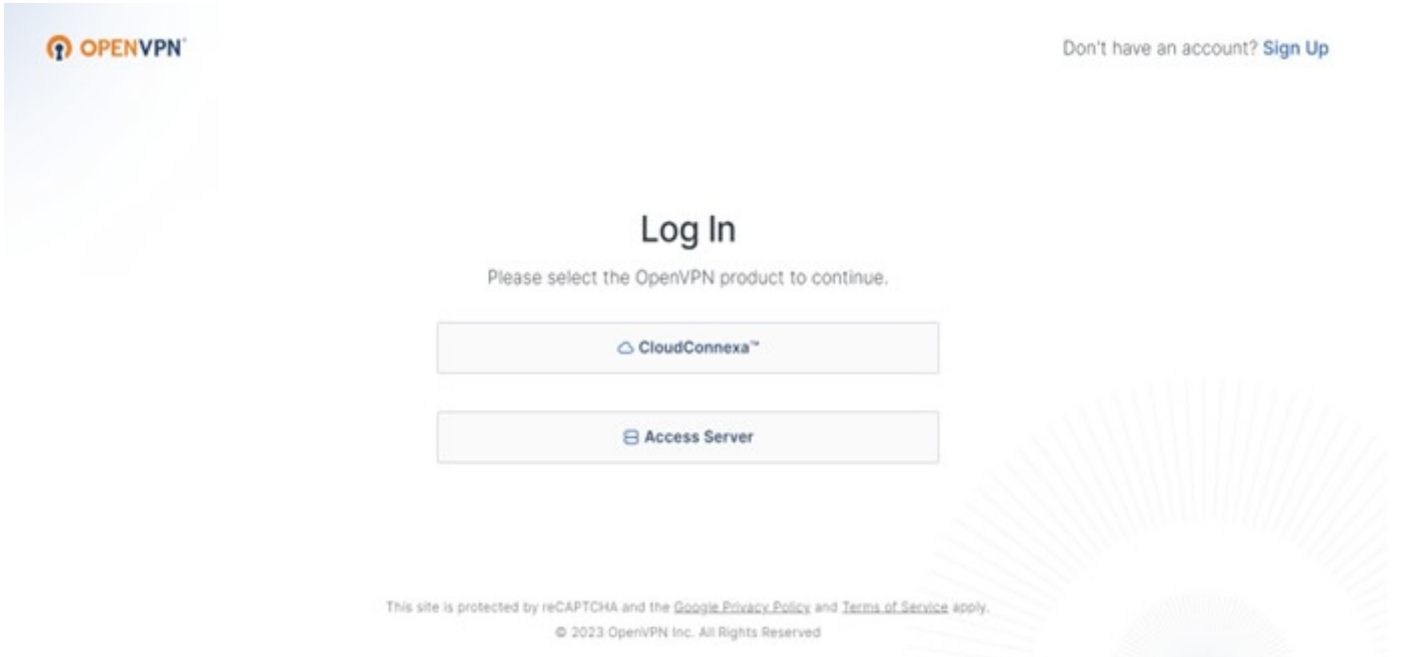 OPENVPN®
Don't have an account? Sign Up
Log In
Please select the OpenVPN product to continue.
CloudConnexa™
Access Server
This site is protected by reCAPTCHA and the Google Privacy Policy and Terms of Service apply.
© 2023 OpenVPN Inc. All Rights Reserved